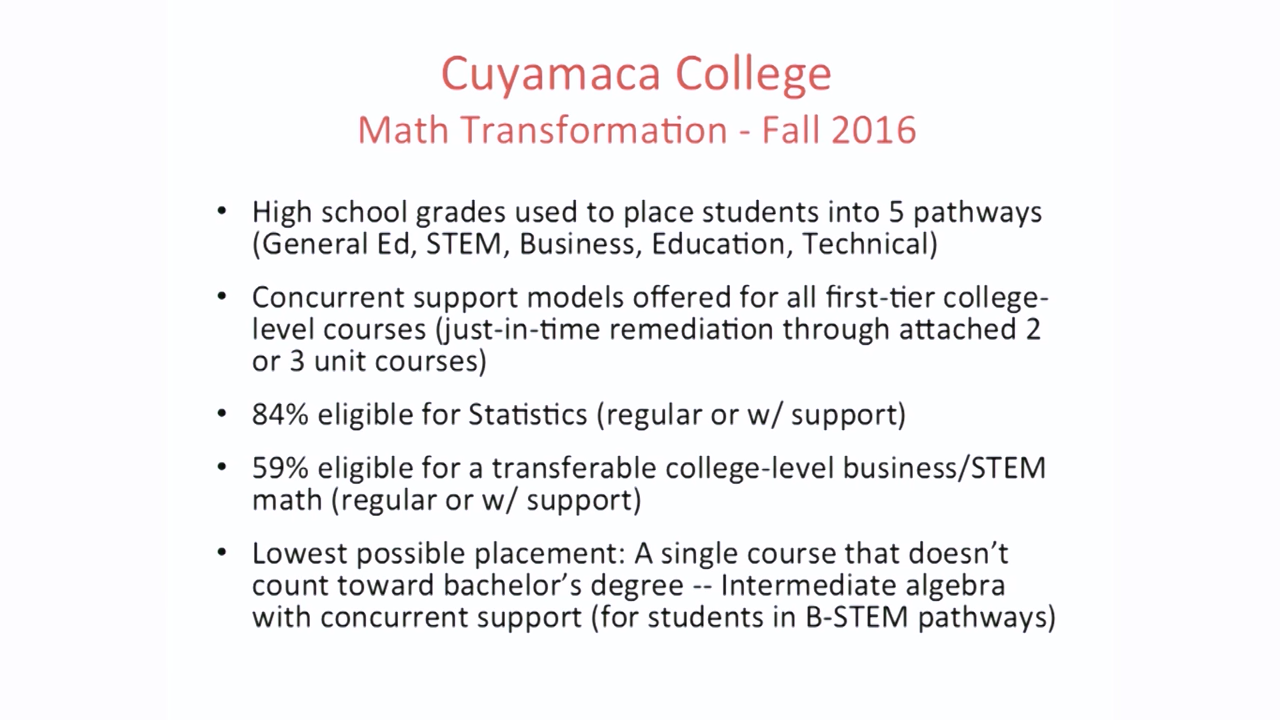 Cuyamaca College
Math Transformation - Fall 2016
• High school grades used to place students into 5 pathways
(General Ed, STEM, Business, Education, Technical)
• Concurrent support models offered for all first-tier college-
level courses (just-in-time remediation through attached 2
or 3 unit courses)
• 84% eligible for Statistics (regular or w/ support)
• 59% eligible for a transferable college-level business/STEM
math (regular or w/ support)
• Lowest possible placement: A single course that doesn’t
count toward bachelor’s degree -- Intermediate algebra
with concurrent support (for students in B-STEM pathways)